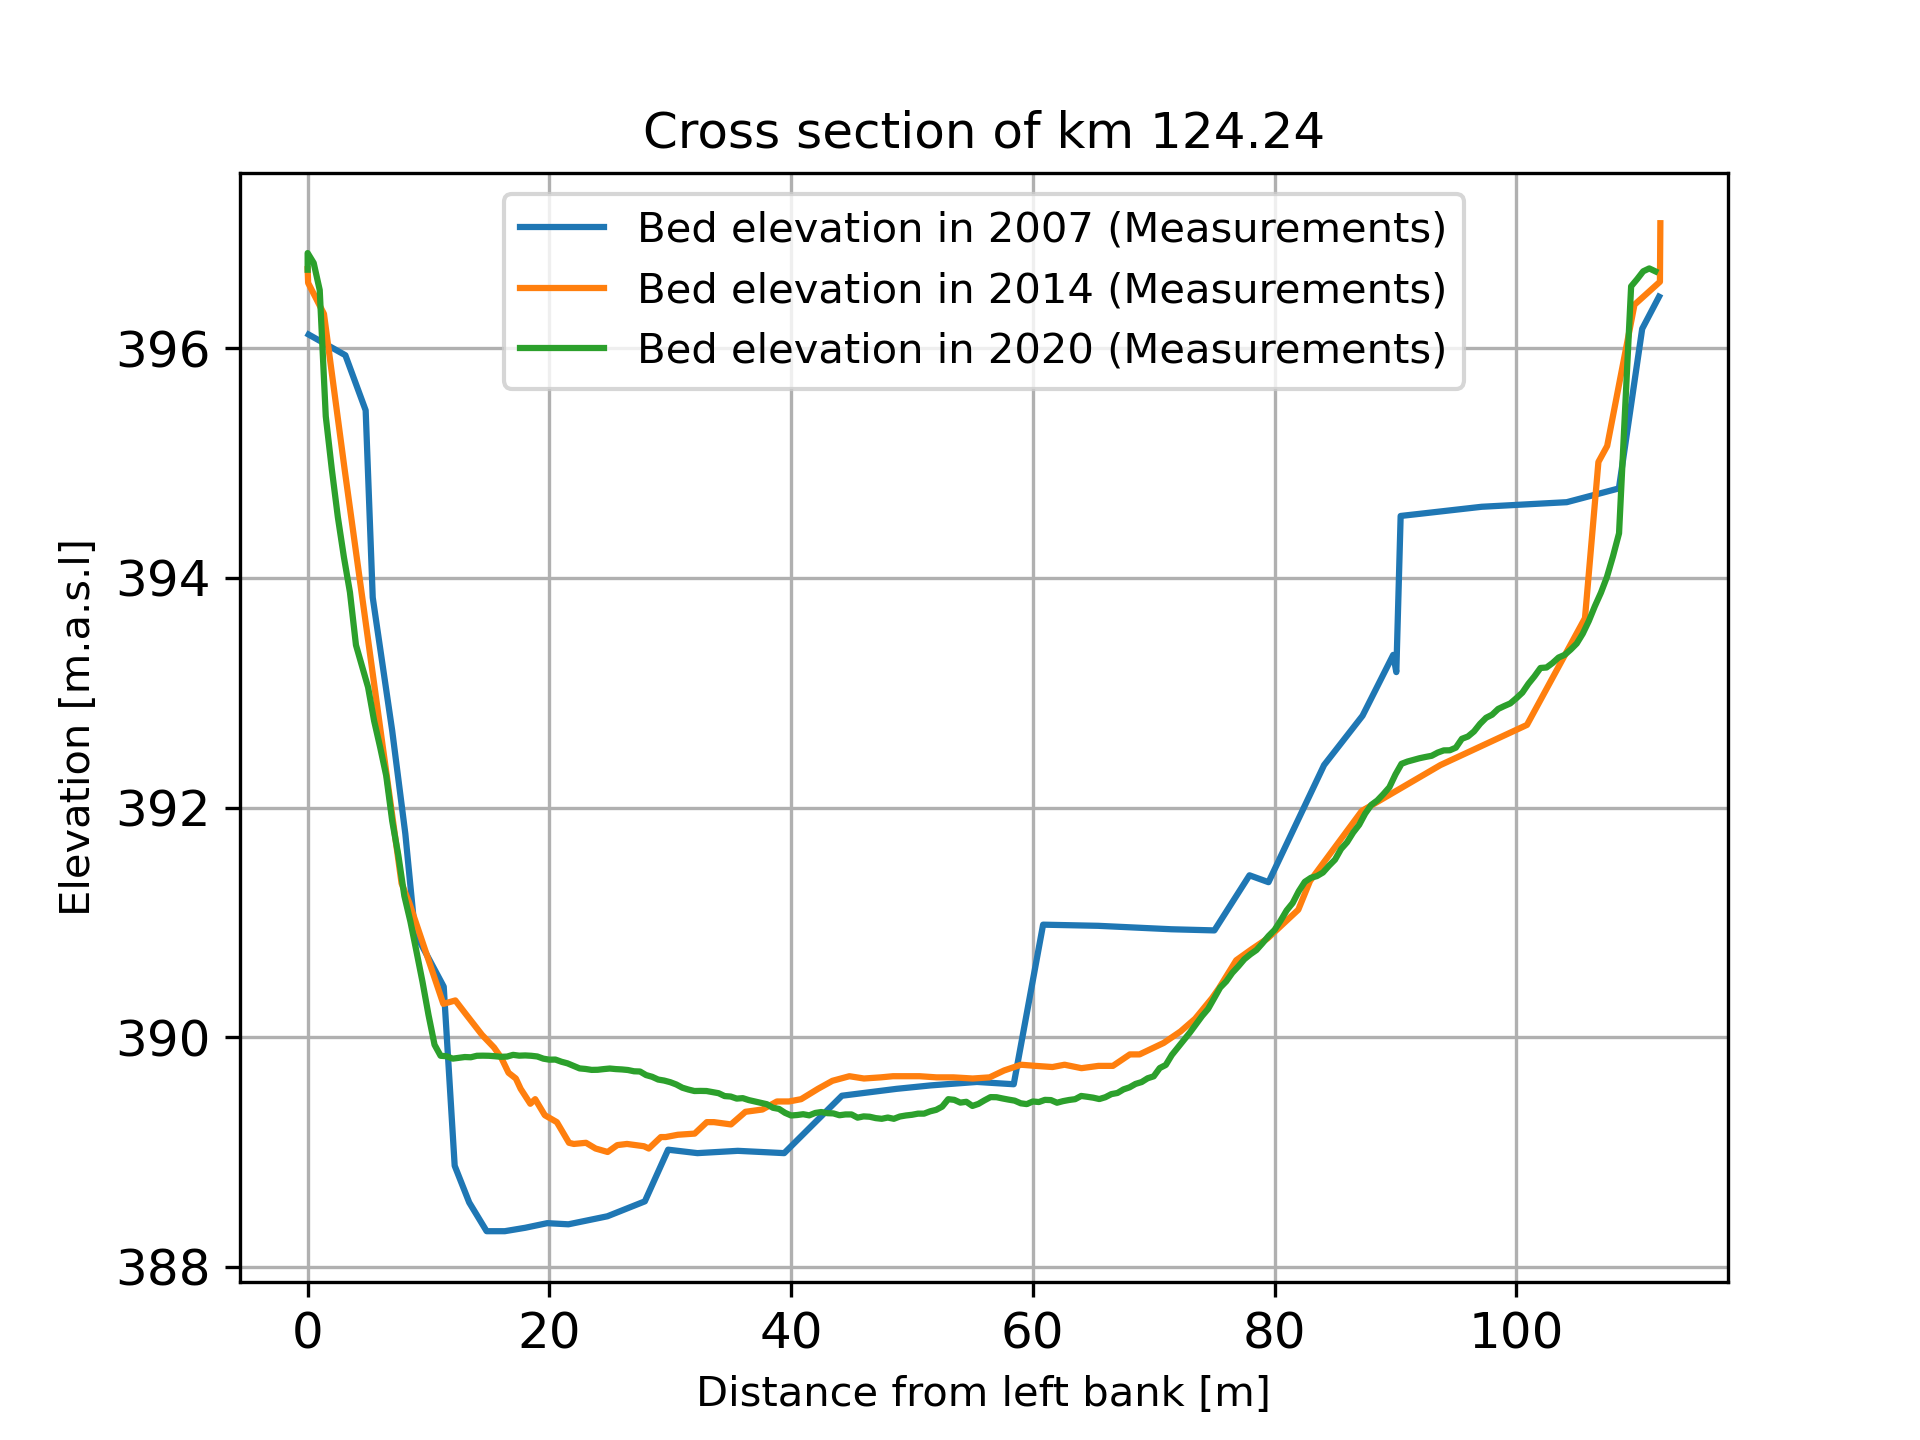 Cross section of km 124.24
Bed elevation in 2007 (Measurements)
Bed elevation in 2014 (Measurements)
Bed elevation in 2020 (Measurements)
396
394
392
390
388
Elevation [m.a.s.l]
0 20 40 60 80 100
Distance from left bank [m]